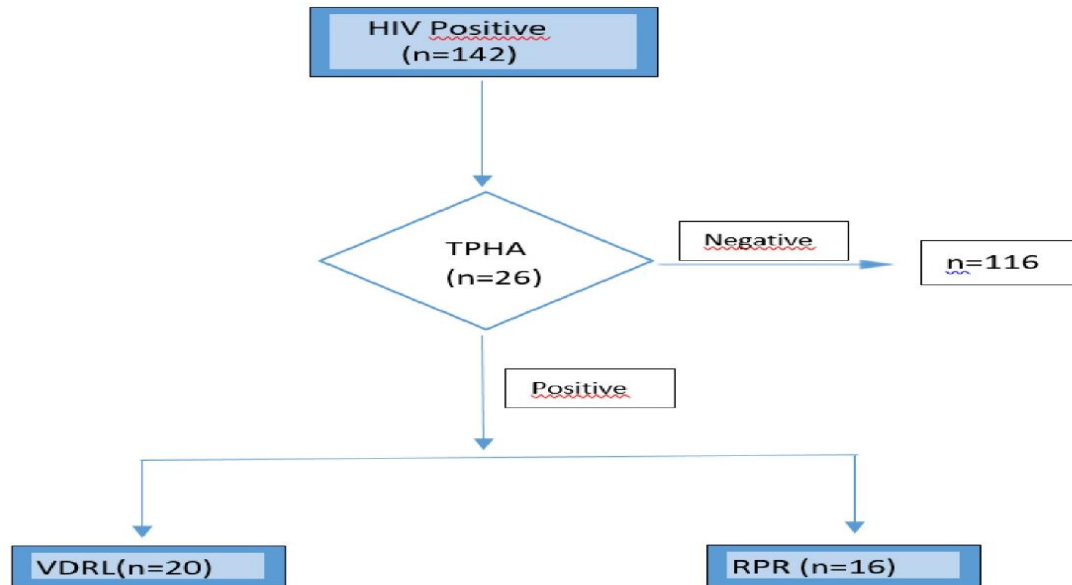 HIV Positive
(n=142)
TPHA
(n=26)
Negative
n=116
Positive
VDRL(n=20)
RPR (n=16)